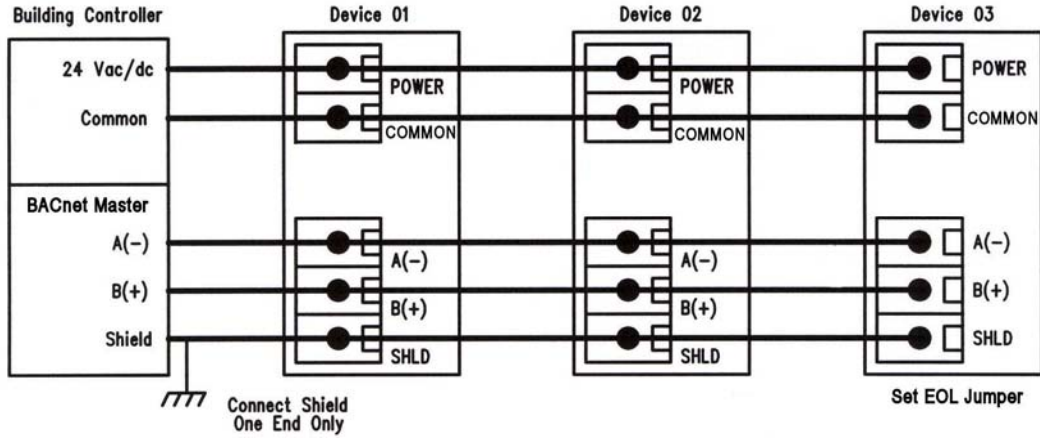 Building Controller
Device 01
Device 02
Device 03
24 Vac/dc
POWER
POWER
POWER
Common
COMMON
COMMON
COMMON
BACnet Master
A(-)
A(-)
A(-)
A(-)
B(+)
B(+)
B(+)
B(+)
Shield
SHLD
SHLD
SHLD
Connect Shield
One End Only
Set EOL Jumper